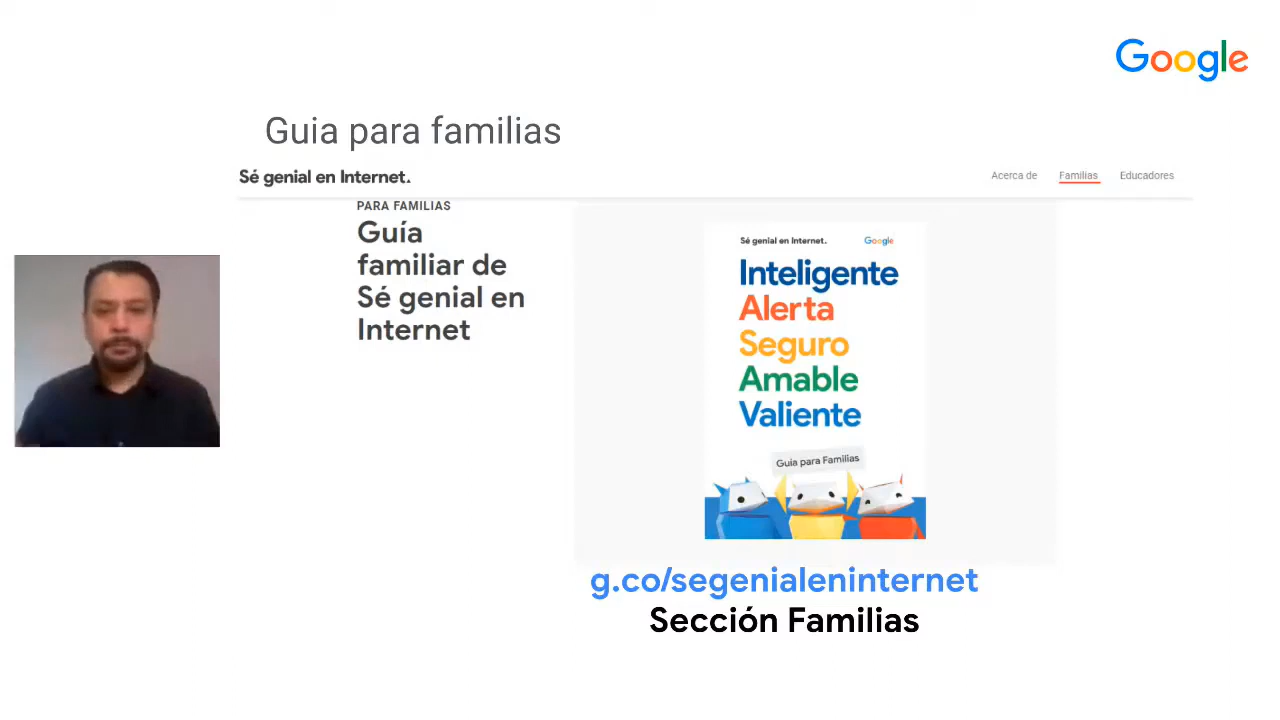 Google
Guia para familias
Sé genial en Internet.
Acerca de
Familias
Educadores
PARA FAMILIAS
Guía
familiar de
Sé genial en
Internet
Sé genial en Internet.
Google
Inteligente
Alerta
Seguro
Amable
Valiente
Guía para Familias
g.co/segenialeninternet
Sección Familias